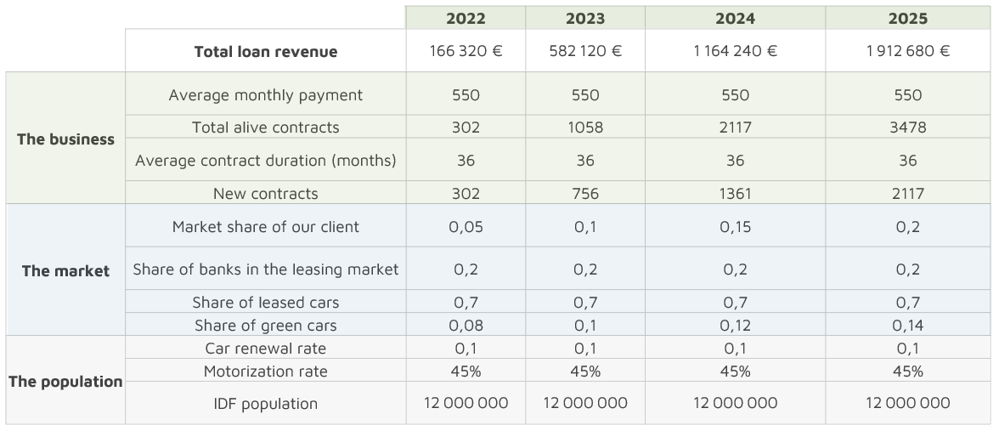 2022 2023 2024 2025
Total loan revenue 166 320 € 582 120 € 1 164 240 € 1 912 680 €
The business
Average monthly payment 550 550 550 550
Total alive contracts 302 1058 2117 3478
Average contract duration (months) 36 36 36 36
New contracts 302 756 1361 2117
The market
Market share of our client 0,05 0,1 0,15 0,2
Share of banks in the leasing market 0,2 0,2 0,2 0,2
Share of leased cars 0,7 0,7 0,7 0,7
Share of green cars 0,08 0,1 0,12 0,14
The population
Car renewal rate 0,1 0,1 0,1 0,1
Motorization rate 45% 45% 45% 45%
IDF population 12 000 000 12 000 000 12 000 000 12 000 000